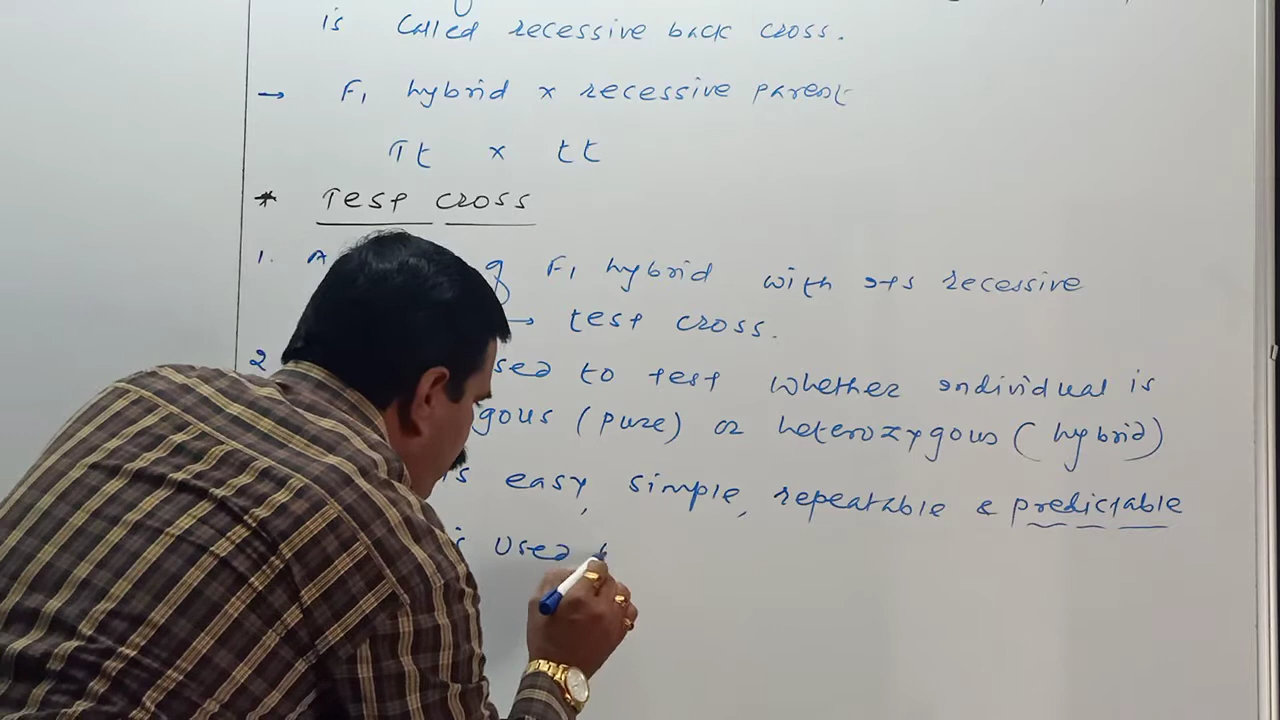 is called recessive back cross.
→ F₁ hybrid x recessive parent
Tt x tt
* Test cross
1. A of F₁ hybrid with its recessive
→ test cross.
2 sed to test whether individual is
gous (pure) or heterozygous (hybrid)
is easy, simple, repeatable & predictable
used